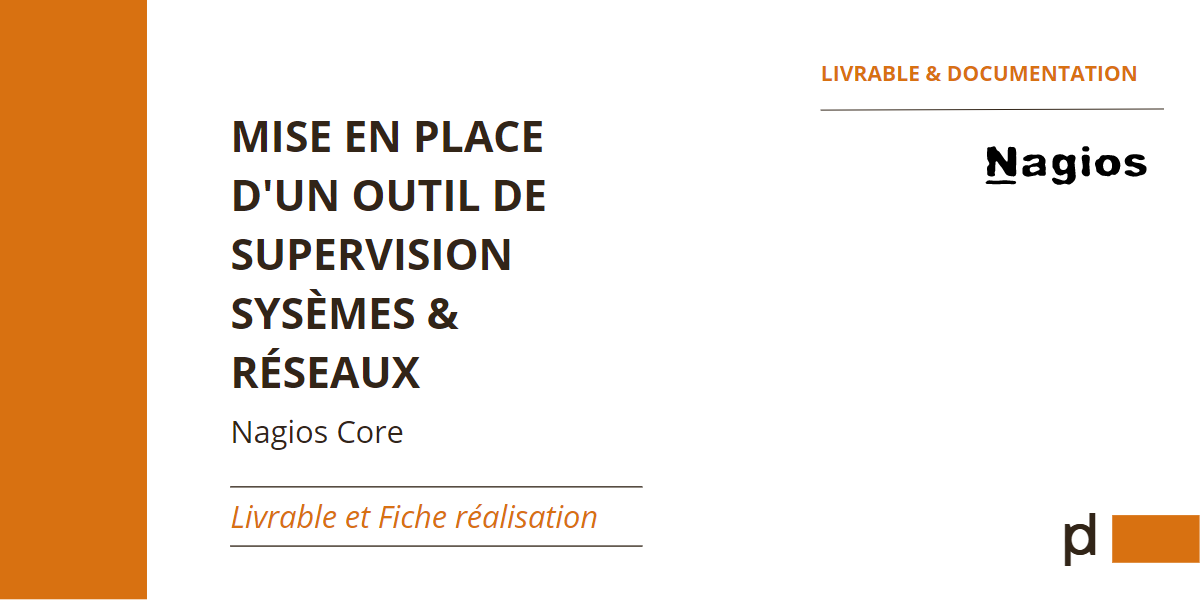 LIVRABLE & DOCUMENTATION
Nagios
MISE EN PLACE
D'UN OUTIL DE
SUPERVISION
SYSÈMES &
RÉSEAUX
Nagios Core
Livrable et Fiche réalisation